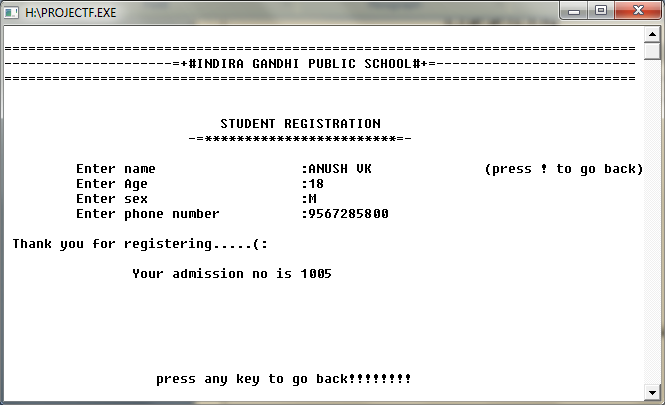 H:\PROJECTF.EXE
===============================================================================
---------------------=+#INDIRA GANDHI PUBLIC SCHOOL#+=-------------------------
===============================================================================
STUDENT REGISTRATION
-=************************=-
Enter name :ANUSH VK (press ! to go back)
Enter Age :18
Enter sex :M
Enter phone number :9567285800
Thank you for registering.....(:
Your admission no is 1005
press any key to go back!!!!!!!!